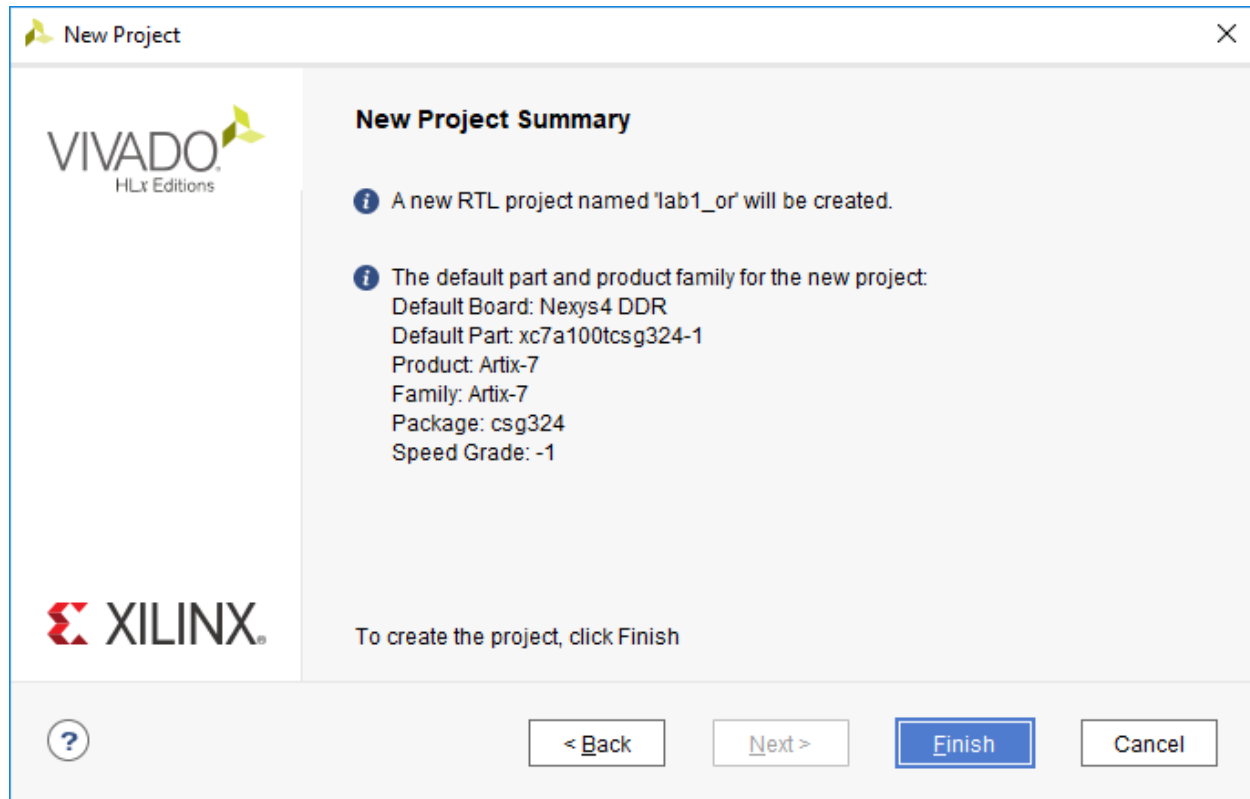 New Project
VIVADO.
HLx Editions
New Project Summary
A new RTL project named 'lab1_or' will be created.
The default part and product family for the new project:
Default Board: Nexys4 DDR
Default Part: xc7a100tcsg324-1
Product: Artix-7
Family: Artix-7
Package: csg324
Speed Grade: -1
XILINX
To create the project, click Finish
?
< Back
Next >
Finish
Cancel